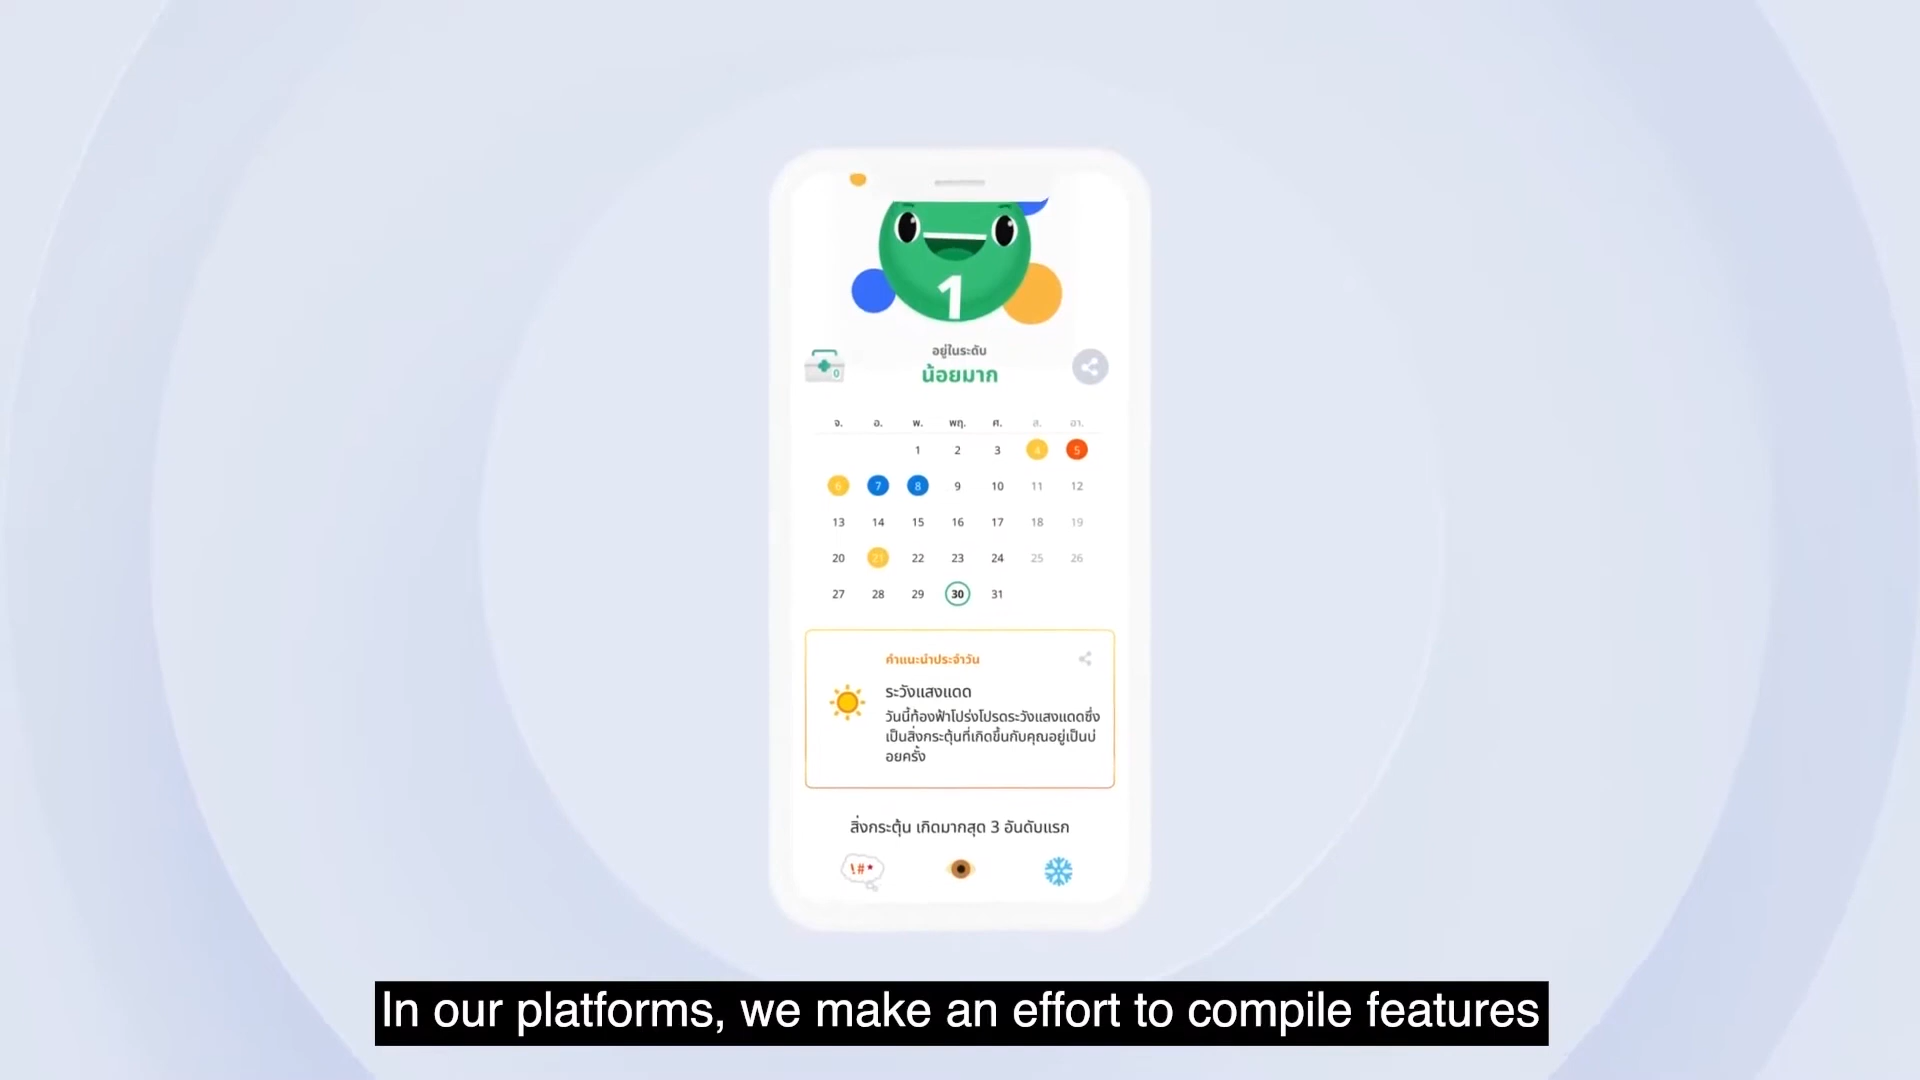 1
อยู่ในระดับ
0
น้อยมาก
จ. อ. พ. พฤ. ศ. ส. อา.
1 2 3 4 5
6 7 8 9 10 11 12
13 14 15 16 17 18 19
20 21 22 23 24 25 26
27 28 29 30 31
คำแนะนำประจำวัน
ระวังแสงแดด
วันนี้ท้องฟ้าโปร่งโปรดระวังแสงแดดซึ่ง
เป็นสิ่งกระตุ้นที่เกิดขึ้นกับคุณอยู่เป็นบ่
อยครั้ง
สิ่งกระตุ้น เกิดมากสุด 3 อันดับแรก
!#*
In our platforms, we make an effort to compile features